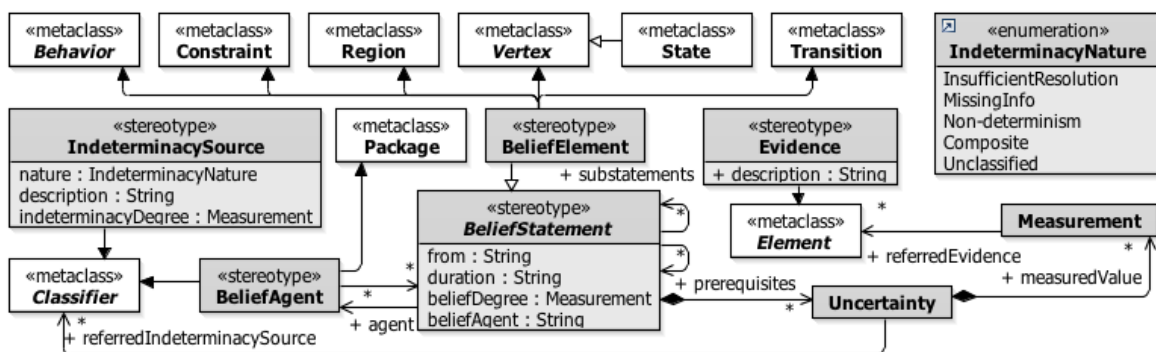 «metaclass»
Behavior
«metaclass»
Constraint
«metaclass»
Region
«metaclass»
Vertex
«metaclass»
State
«metaclass»
Transition
«enumeration»
IndeterminacyNature
InsufficientResolution
MissingInfo
Non-determinism
Composite
Unclassified
«stereotype»
IndeterminacySource
nature : IndeterminacyNature
description : String
indeterminacyDegree : Measurement
«metaclass»
Package
«stereotype»
BeliefElement
«stereotype»
Evidence
+ description : String
+ substatements
*
«stereotype»
BeliefStatement
from : String
duration : String
beliefDegree : Measurement
beliefAgent : String
*
+ prerequisites
«metaclass»
Element
*
+ referredEvidence
Measurement
*
+ measuredValue
«metaclass»
Classifier
«stereotype»
BeliefAgent
*
*
+ agent
*
Uncertainty
*
+ referredIndeterminacySource